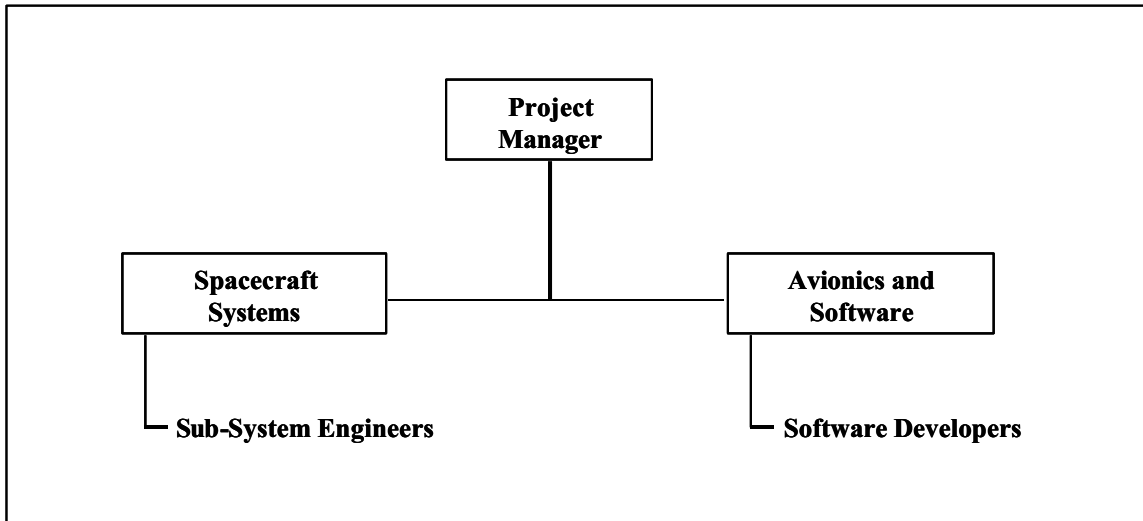 Project
Manager
Spacecraft
Systems
Avionics and
Software
Sub-System Engineers
Software Developers